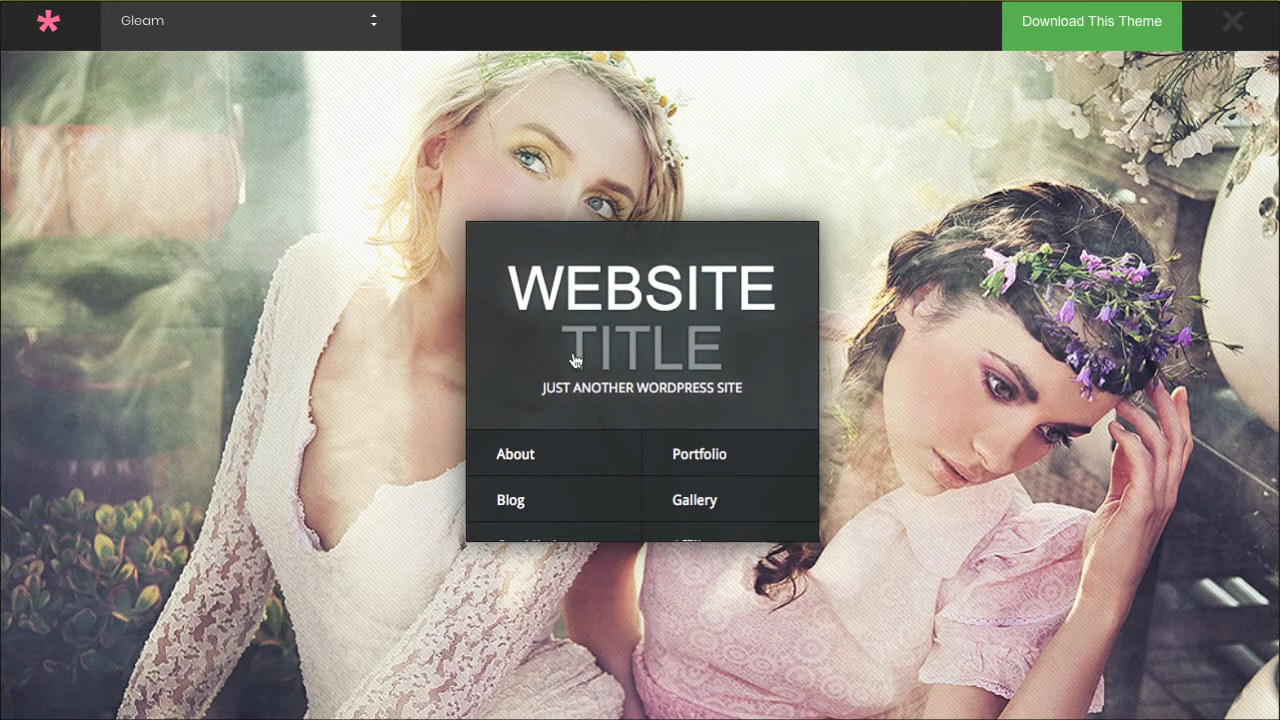 Gleam
Download This Theme
WEBSITE
TITLE
JUST ANOTHER WORDPRESS SITE
About
Portfolio
Blog
Gallery